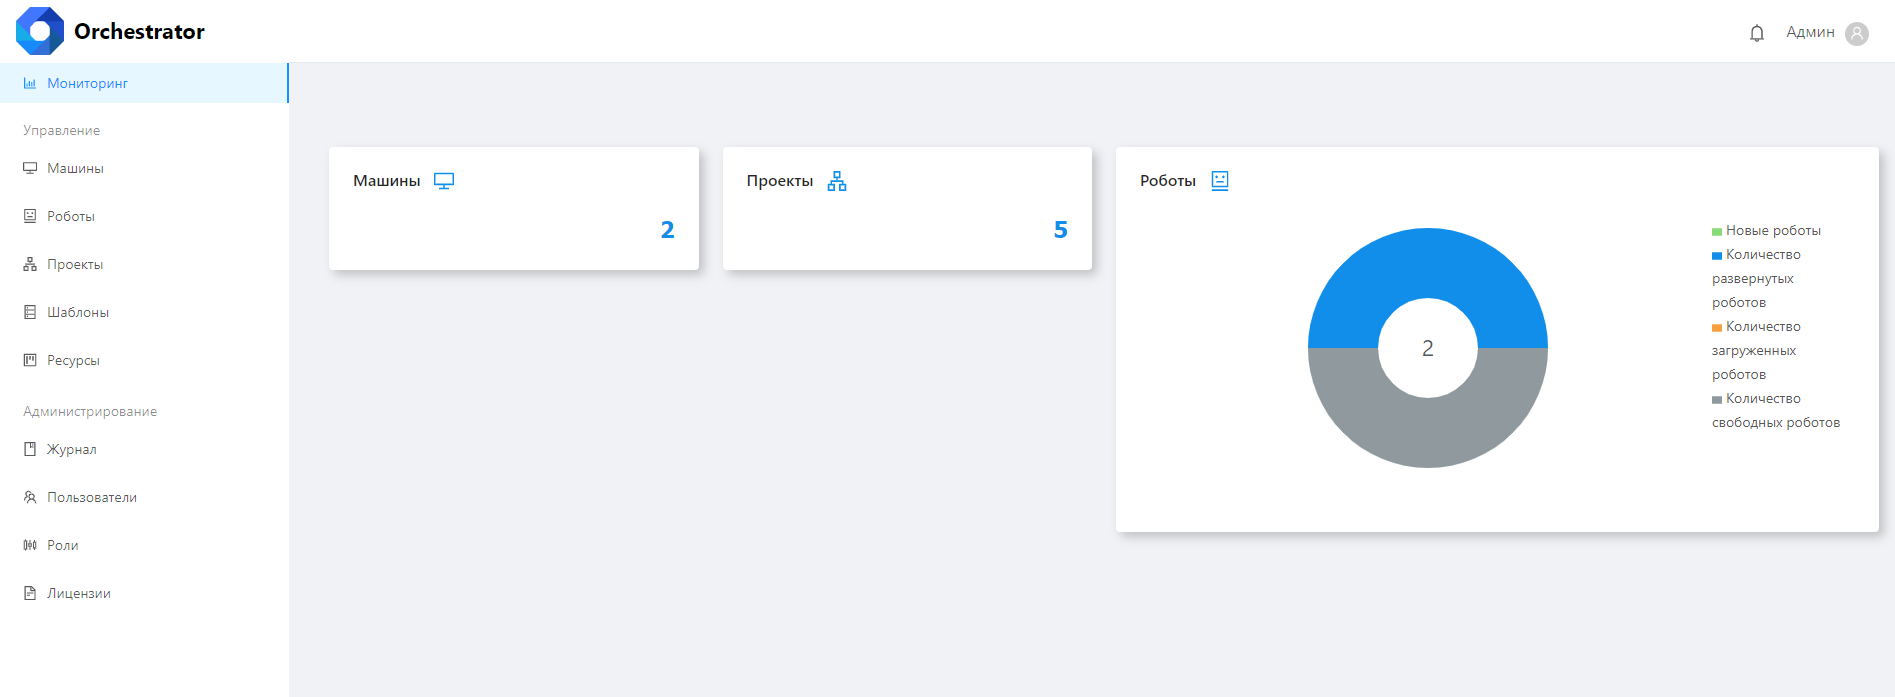 Orchestrator
Админ
Мониторинг
Управление
Машины
Роботы
Проекты
Шаблоны
Ресурсы
Администрирование
Журнал
Пользователи
Роли
Лицензии
Машины
2
Проекты
5
Роботы
2
Новые роботы
Количество
развернутых
роботов
Количество
загруженных
роботов
Количество
свободных роботов